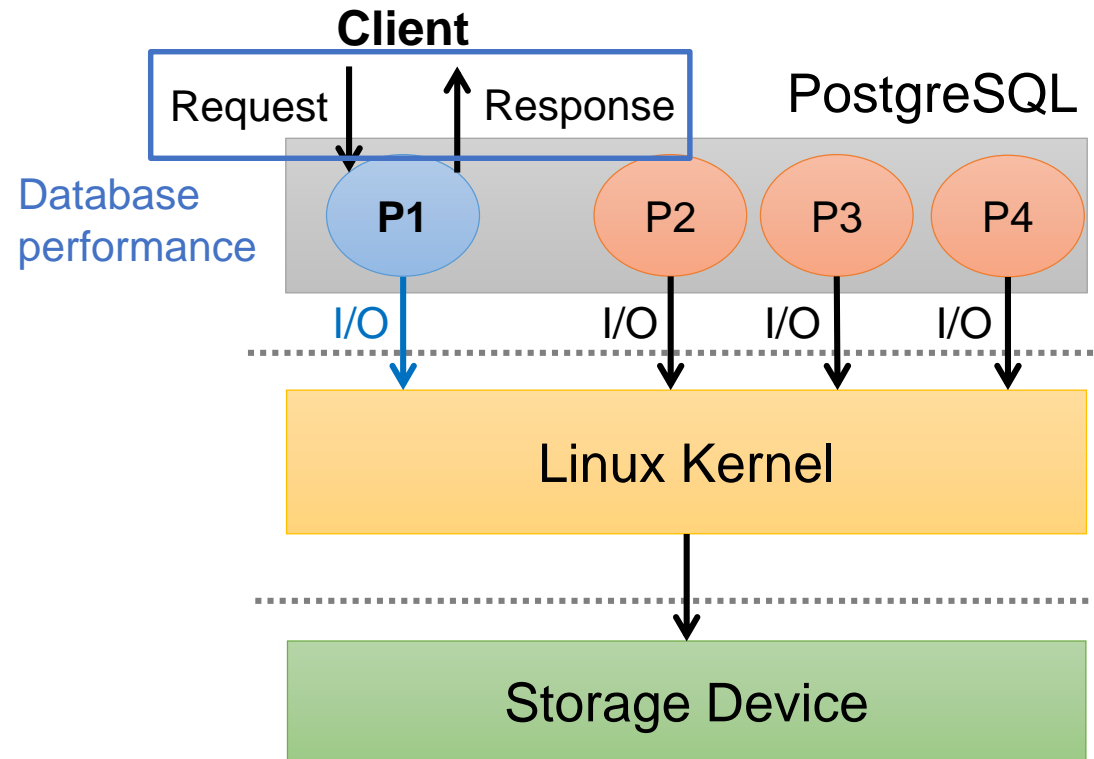 Client
Request
Response
PostgreSQL
Database
performance
P1
P2
P3
P4
I/O
I/O
I/O
I/O
Linux Kernel
Storage Device